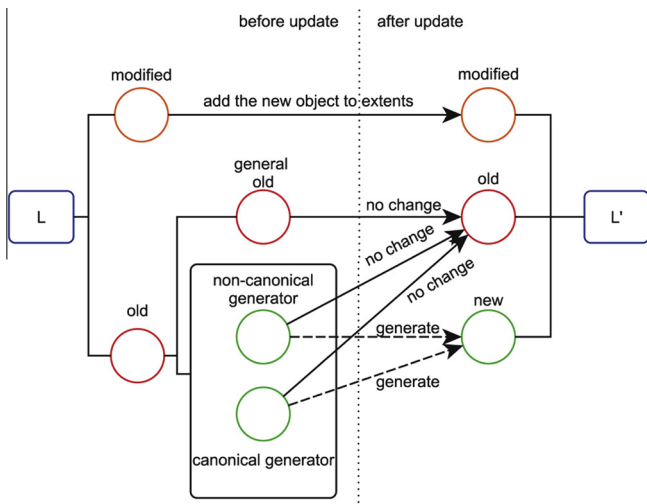 before update
after update
modified
modified
add the new object to extents
general
old
old
no change
L
L'
no change
no change
non-canonical
generator
new
old
generate
generate
canonical generator